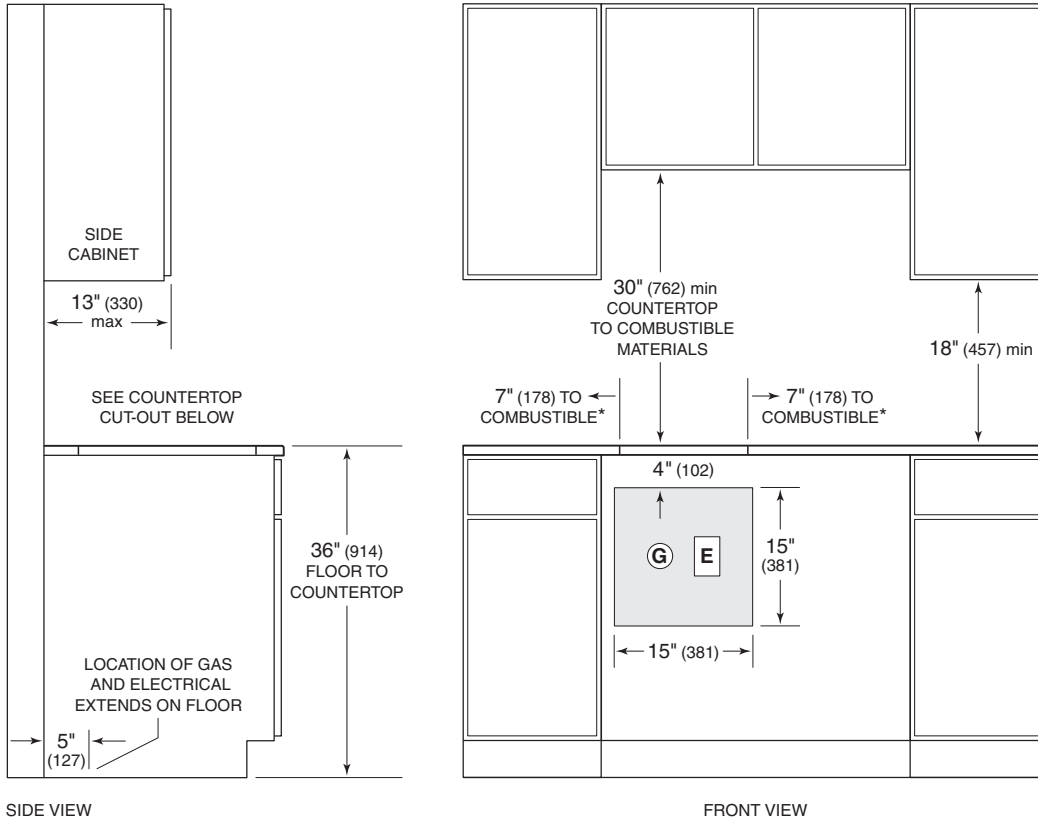 SIDE
CABINET
13" (330)
max
SEE COUNTERTOP
CUT-OUT BELOW
36" (914)
FLOOR TO
COUNTERTOP
LOCATION OF GAS
AND ELECTRICAL
EXTENDS ON FLOOR
5"
(127)
SIDE VIEW
30" (762) min
COUNTERTOP
TO COMBUSTIBLE
MATERIALS
18" (457) min
7" (178) TO
COMBUSTIBLE*
7" (178) TO
COMBUSTIBLE*
4" (102)
G
E
15"
(381)
15" (381)
FRONT VIEW